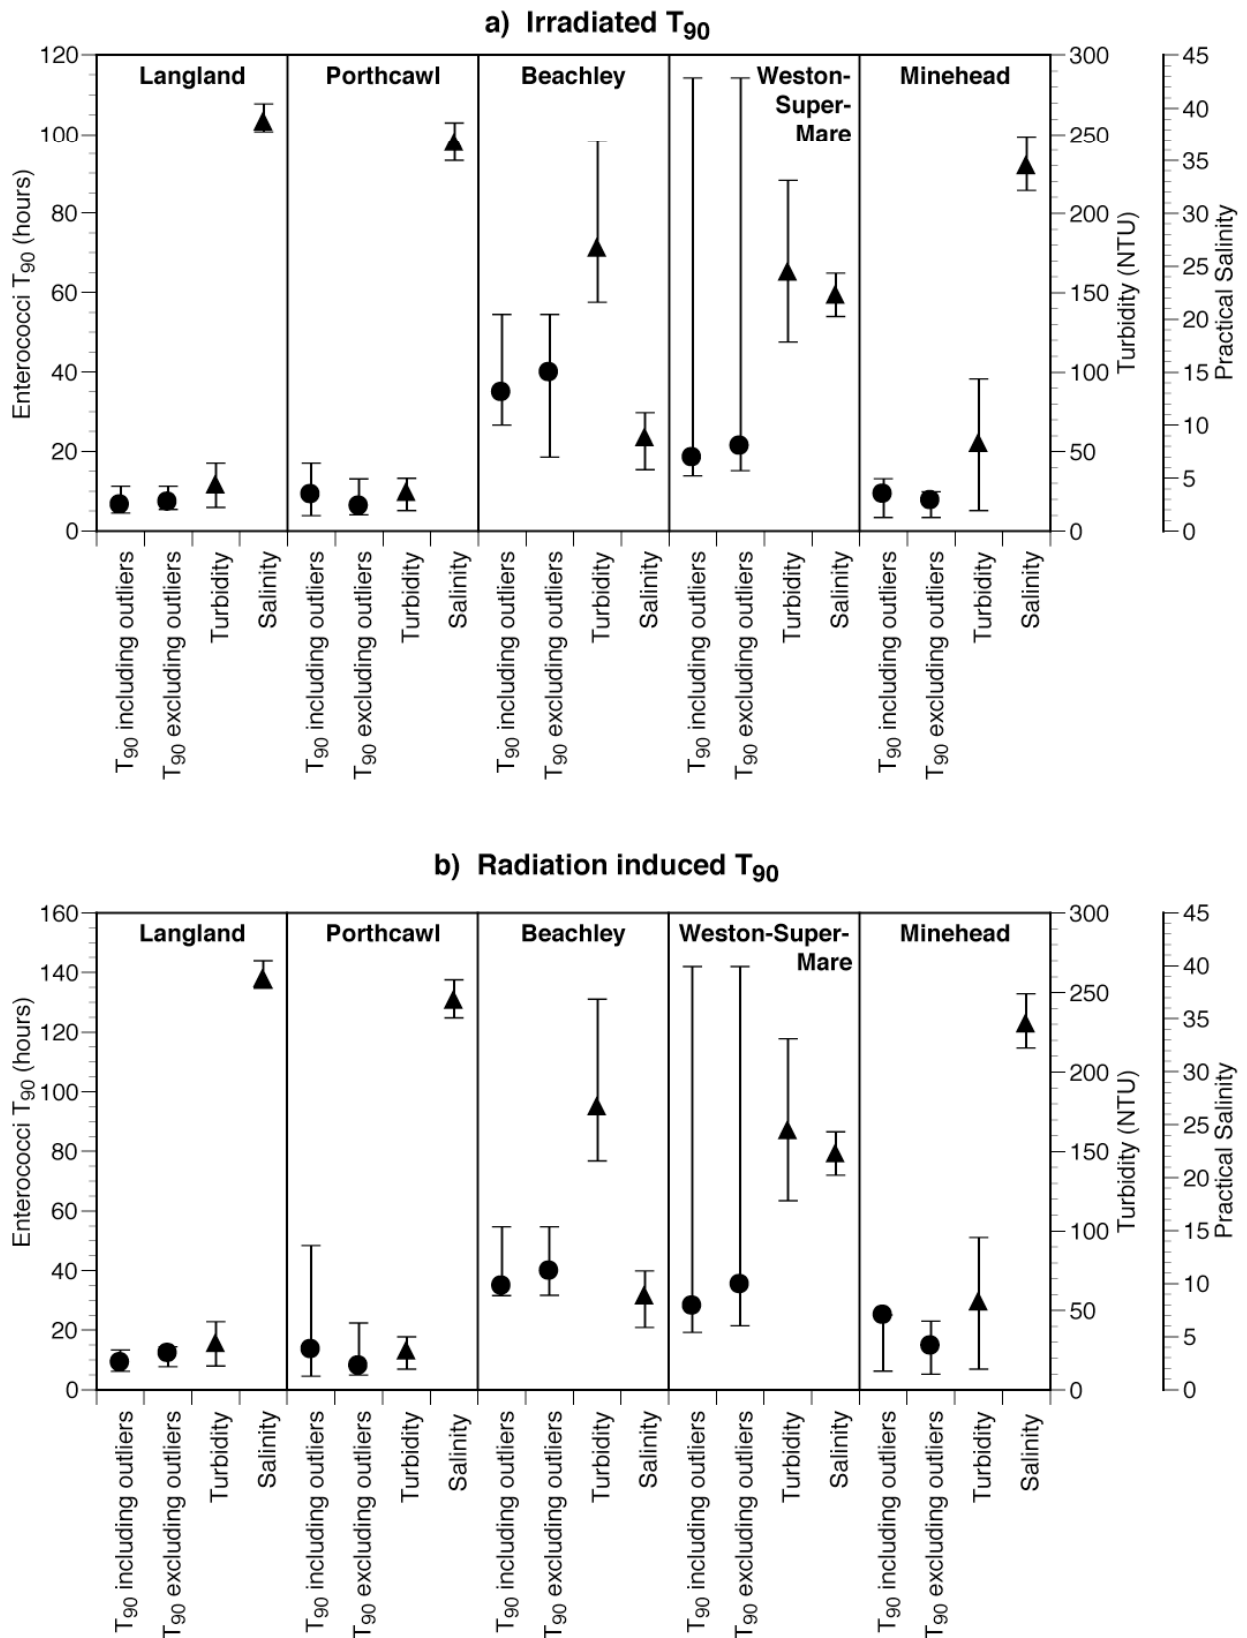 a) Irradiated T90
Langland
Porthcawl
Beachley
Weston-
Super-
Mare
Minehead
Enterococci T90 (hours)
120
100
80
60
40
20
0
300
250
200
150
100
50
0
Turbidity (NTU)
45
40
35
30
25
20
15
10
5
0
Practical Salinity
T90 including outliers
T90 excluding outliers
Turbidity
Salinity
T90 including outliers
T90 excluding outliers
Turbidity
Salinity
T90 including outliers
T90 excluding outliers
Turbidity
Salinity
T90 including outliers
T90 excluding outliers
Turbidity
Salinity
T90 including outliers
T90 excluding outliers
Turbidity
Salinity
b) Radiation induced T90
Langland
Porthcawl
Beachley
Weston-Super-
Mare
Minehead
Enterococci T90 (hours)
160
140
120
100
80
60
40
20
0
300
250
200
150
100
50
0
Turbidity (NTU)
45
40
35
30
25
20
15
10
5
0
Practical Salinity
T90 including outliers
T90 excluding outliers
Turbidity
Salinity
T90 including outliers
T90 excluding outliers
Turbidity
Salinity
T90 including outliers
T90 excluding outliers
Turbidity
Salinity
T90 including outliers
T90 excluding outliers
Turbidity
Salinity
T90 including outliers
T90 excluding outliers
Turbidity
Salinity